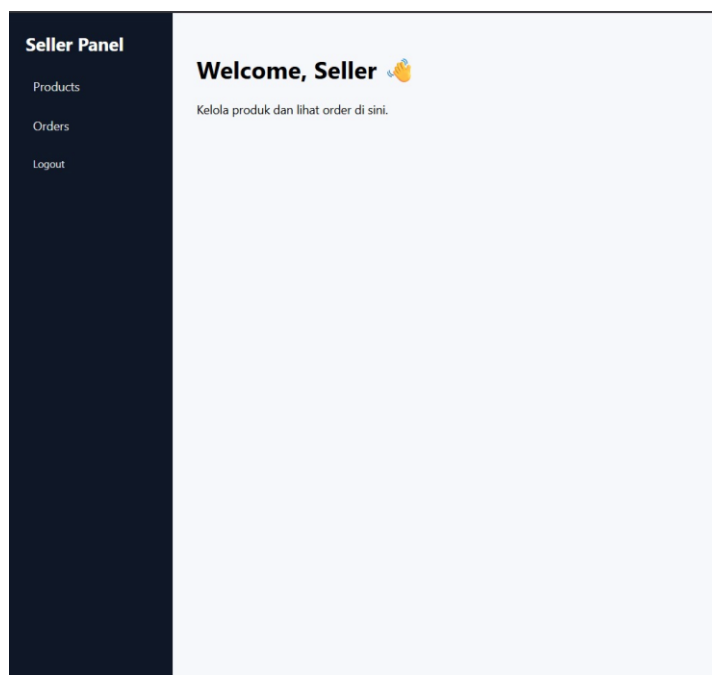 Seller Panel
Products
Orders
Logout
Welcome, Seller 👋
Kelola produk dan lihat order di sini.